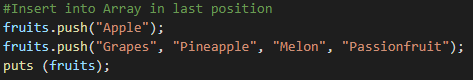 #Insert into Array in last position
fruits.push("Apple");
fruits.push("Grapes", "Pineapple", "Melon", "Passionfruit");
puts (fruits);